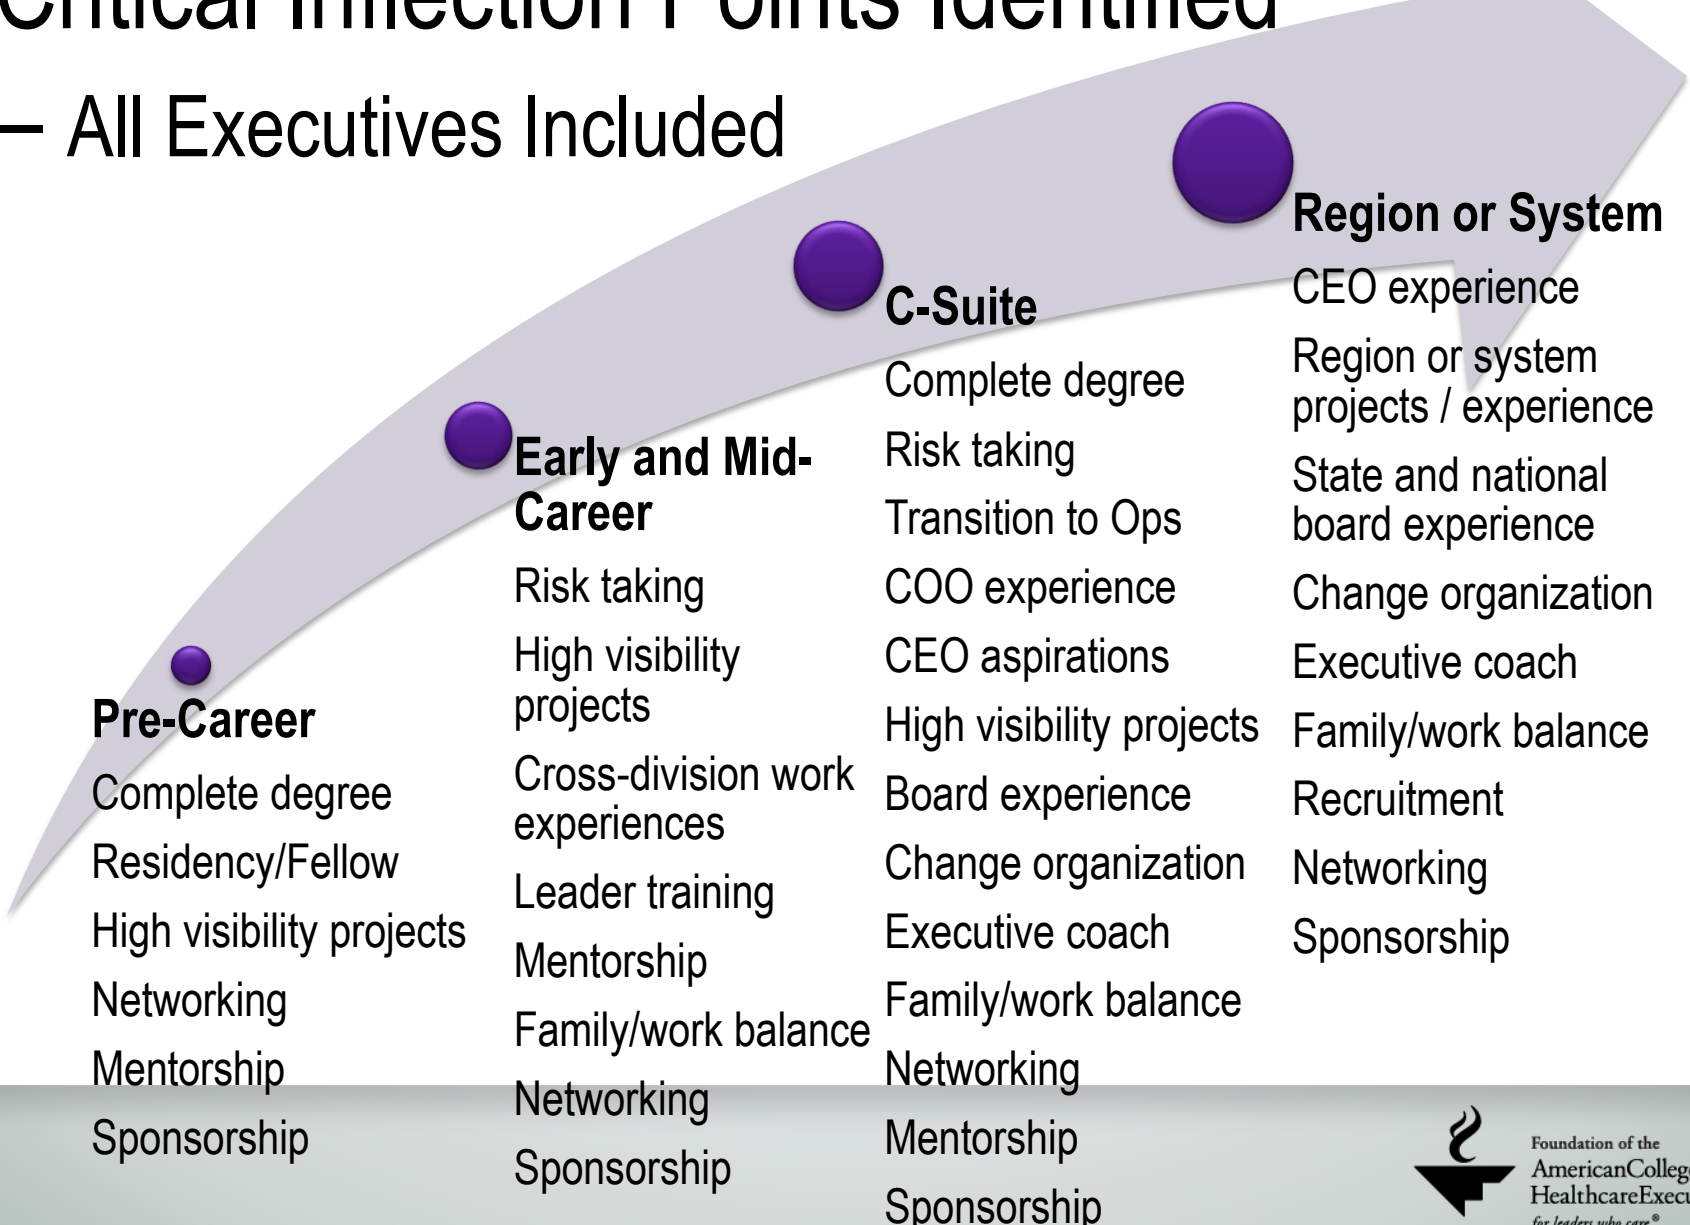 Critical Inflection Points Identified
– All Executives Included
Pre-Career
Complete degree
Residency/Fellow
High visibility projects
Networking
Mentorship
Sponsorship
Early and Mid-
Career
Risk taking
High visibility
projects
Cross-division work
experiences
Leader training
Mentorship
Family/work balance
Networking
Sponsorship
C-Suite
Complete degree
Risk taking
Transition to Ops
COO experience
CEO aspirations
High visibility projects
Board experience
Change organization
Executive coach
Family/work balance
Networking
Mentorship
Sponsorship
Region or System
CEO experience
Region or system
projects / experience
State and national
board experience
Change organization
Executive coach
Family/work balance
Recruitment
Networking
Sponsorship
Foundation of the
AmericanColleg
HealthcareExecu
for leaders who care®